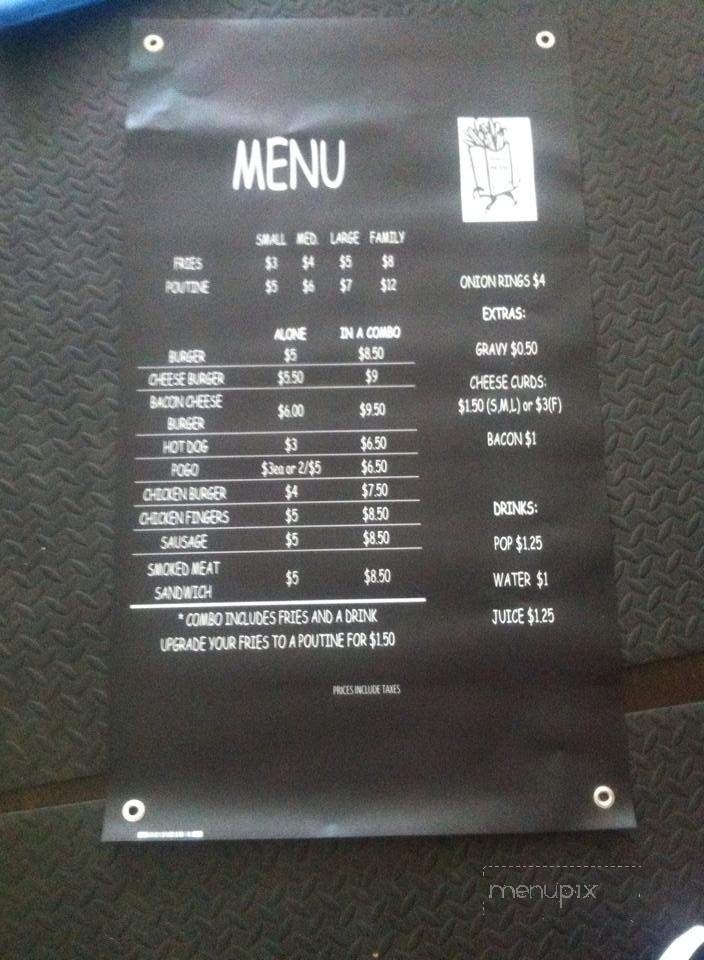 MENU
SMALL MED. LARGE FAMILY
FRIES $3 $4 $5 $8
POUTINE $5 $6 $7 $12
ALONE IN A COMBO
BURGER $5 $8.50
CHEESE BURGER $5.50 $9
BACON CHEESE
BURGER $6.00 $9.50
HOT DOG $3 $6.50
POGO $3ea or 2/$5 $6.50
CHICKEN BURGER $4 $7.50
CHICKEN FINGERS $5 $8.50
SAUSAGE $5 $8.50
SMOKED MEAT
SANDWICH $5 $8.50
* COMBO INCLUDES FRIES AND A DRINK
UPGRADE YOUR FRIES TO A POUTINE FOR $1.50
PRICES INCLUDE TAXES
ONION RINGS $4
EXTRAS:
GRAVY $0.50
CHEESE CURDS:
$1.50 (S,M,L) or $3(F)
BACON $1
DRINKS:
POP $1.25
WATER $1
JUICE $1.25
menupix